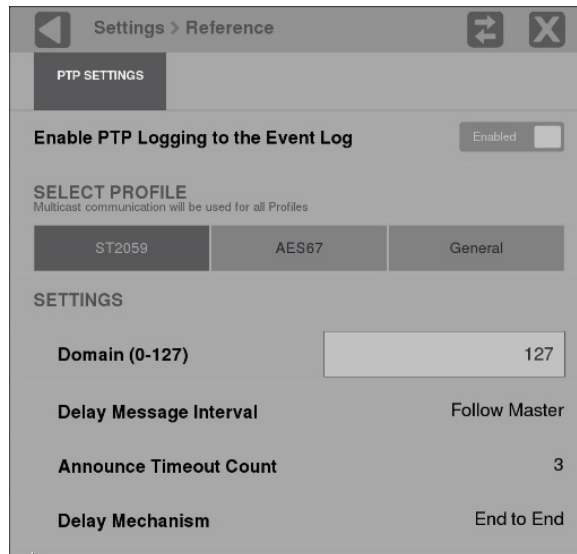 Settings > Reference
PTP SETTINGS
Enable PTP Logging to the Event Log
Enabled
SELECT PROFILE
Multicast communication will be used for all Profiles
ST2059
AES67
General
SETTINGS
Domain (0-127)
127
Delay Message Interval
Follow Master
Announce Timeout Count
3
Delay Mechanism
End to End